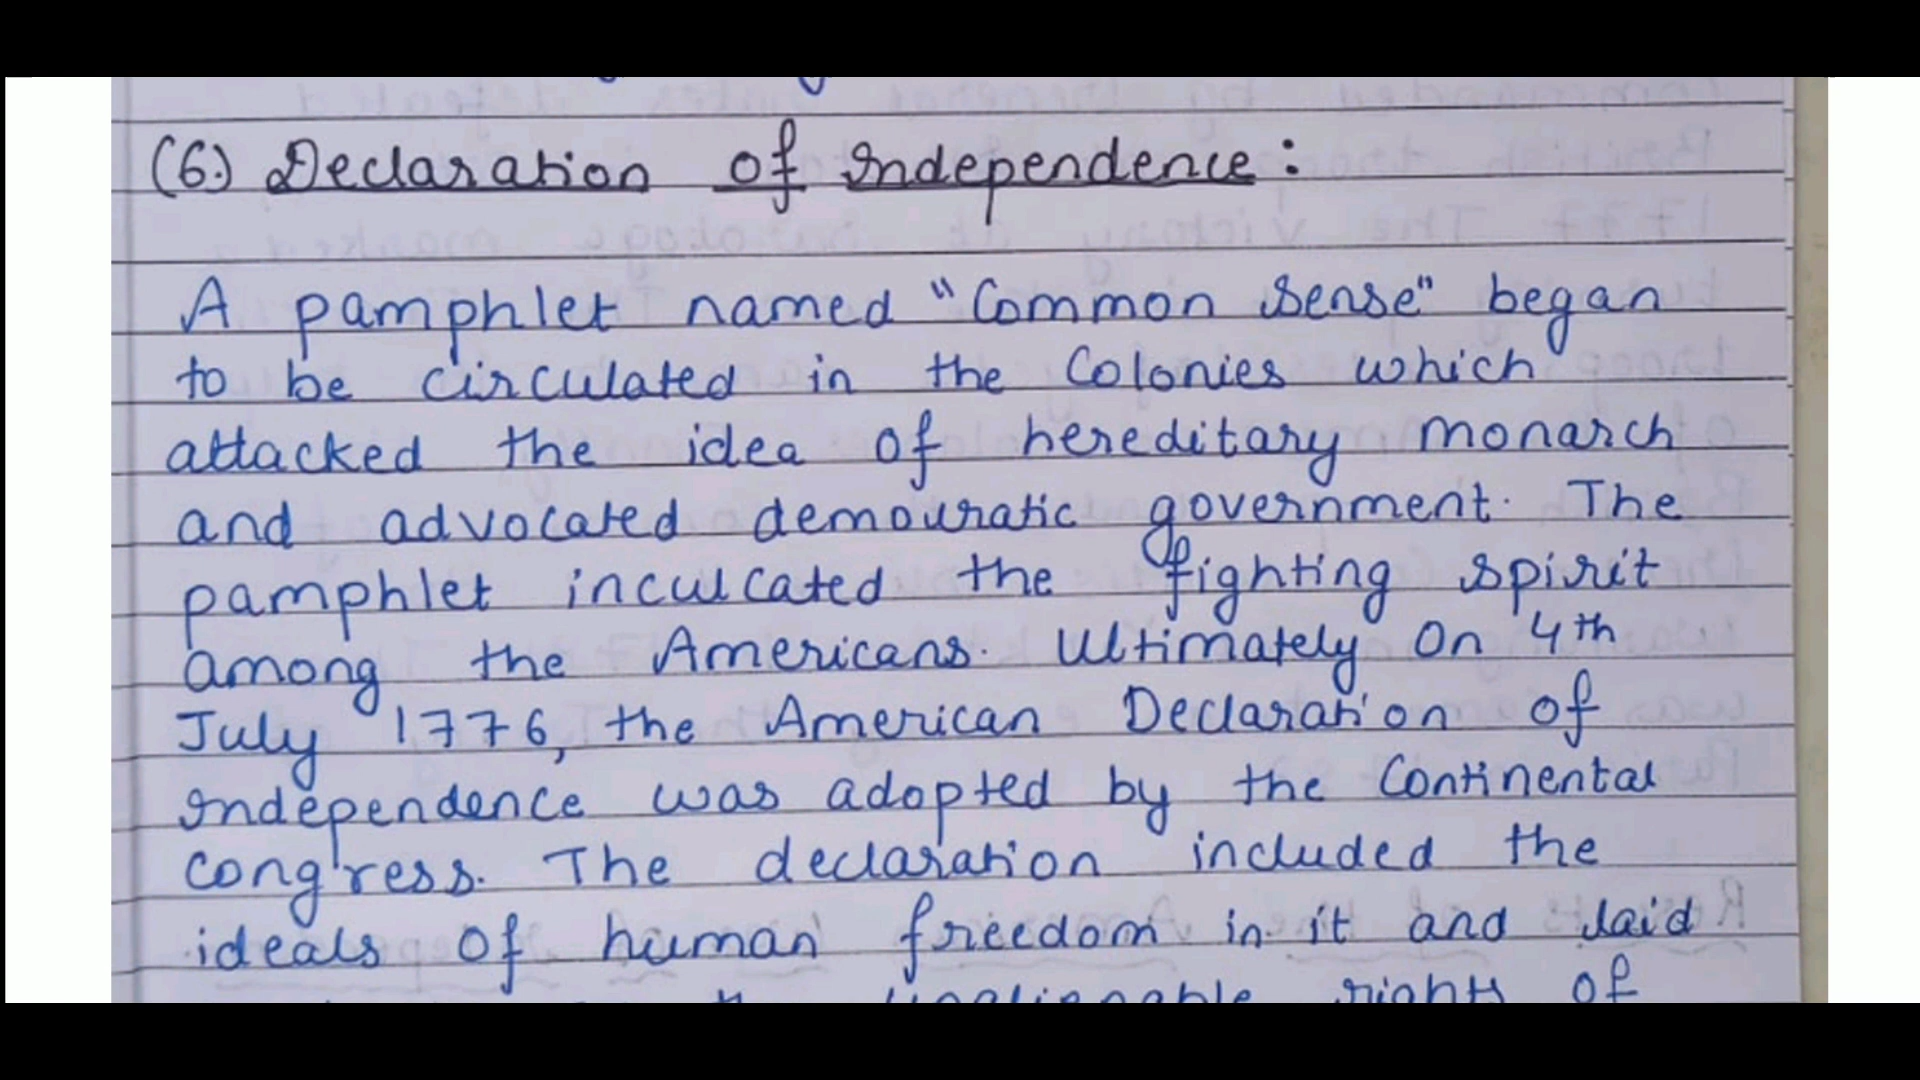 (6.) Declaration of Independence:
A pamphlet named "Common Sense" began
to be circulated in the Colonies which
attacked the idea of hereditary monarch
and advocated democratic government. The
pamphlet inculcated the fighting spirit
among the Americans. Ultimately On 4th
July 1776, the American Declaration of
Independence was adopted by the Continental
Congress. The declaration included the
ideals of human freedom in it and laid
unalienable rights of